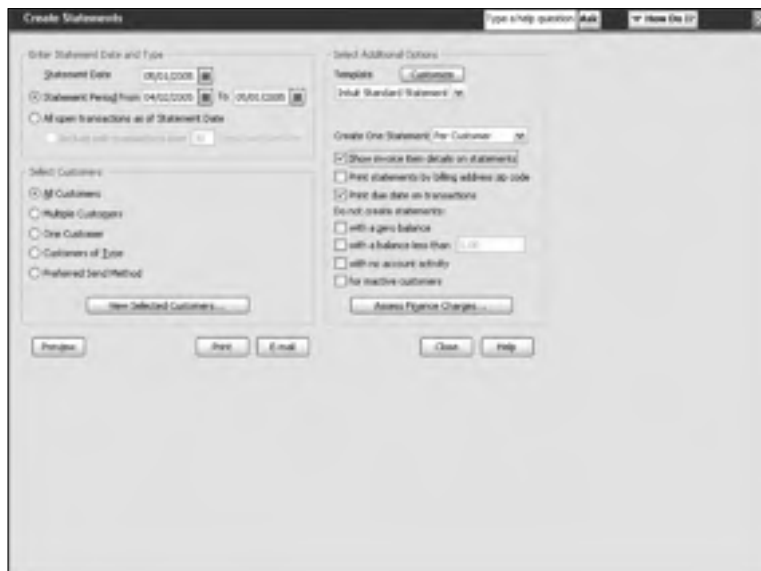 Create Statements
Type a help question Ask
How Do I?
Enter Statement Date and Type
Statement Date
Statement Period From 04/02/2005 To 05/01/2005
All open transactions as of Statement Date
Include only transactions over
Select Customers
All Customers
Multiple Customers
One Customer
Customers of Type
Preferred Send Method
View Selected Customers...
Preview
Print
E-mail
Select Additional Options
Template
Customize
Intuit Standard Statement
Create One Statement Per Customer
Show invoice item details on statements
Print statements by billing address zip code
Print due date on transactions
Do not create statements:
with a zero balance
with a balance less than
with no account activity
for inactive customers
Assess Finance Charges...
Close
Help